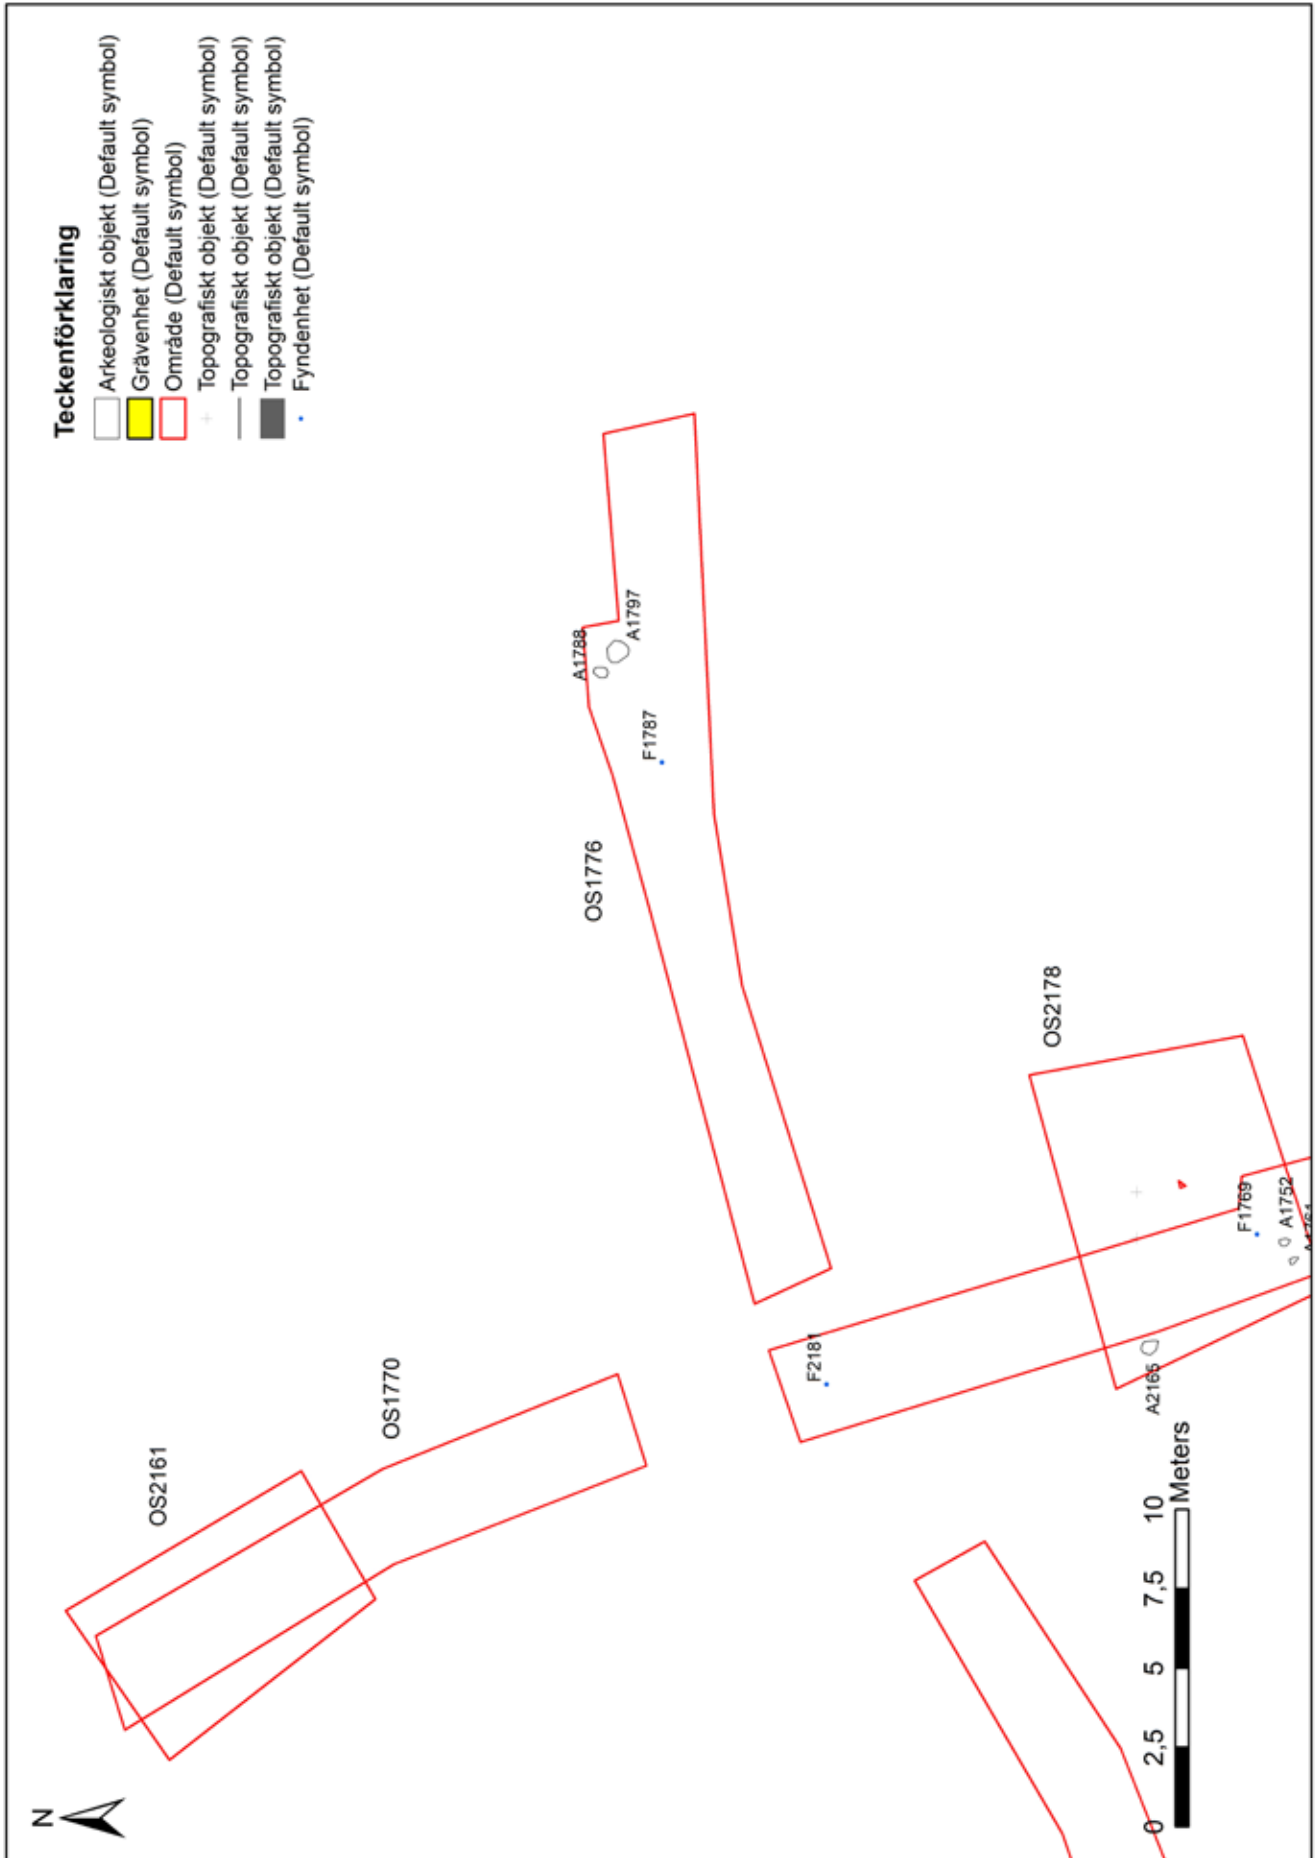 Teckenförklaring
Arkeologiskt objekt (Default symbol)
Grävenhet (Default symbol)
Område (Default symbol)
Topografiskt objekt (Default symbol)
Topografiskt objekt (Default symbol)
Topografiskt objekt (Default symbol)
Fyndenhet (Default symbol)
N
OS2161
OS1770
OS1776
A1788
A1797
F1787
OS2178
F2181
F1769
A1752
A2166
0 2,5 5 7,5 10
Meters